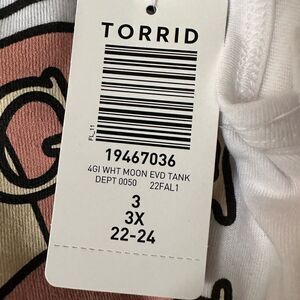 TORRID
FL_11
19467036
4GI WHT MOON EVD TANK
DEPT 0050 22FAL1
3
3X
22-24